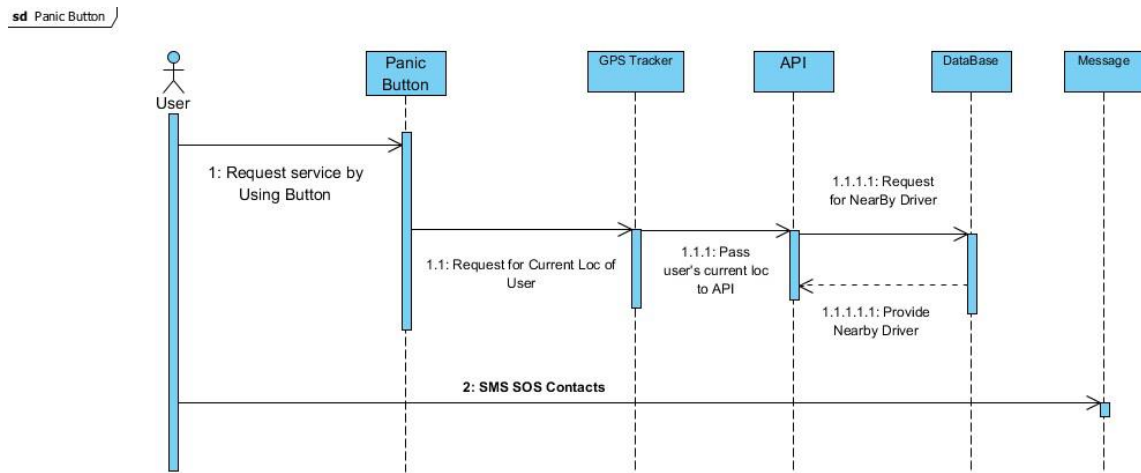 sd Panic Button
User
Panic
Button
GPS Tracker
API
DataBase
Message
1: Request service by
Using Button
1.1.1.1: Request
for NearBy Driver
1.1: Request for Current Loc of
User
1.1.1: Pass
user's current loc
to API
1.1.1.1.1: Provide
Nearby Driver
2: SMS SOS Contacts